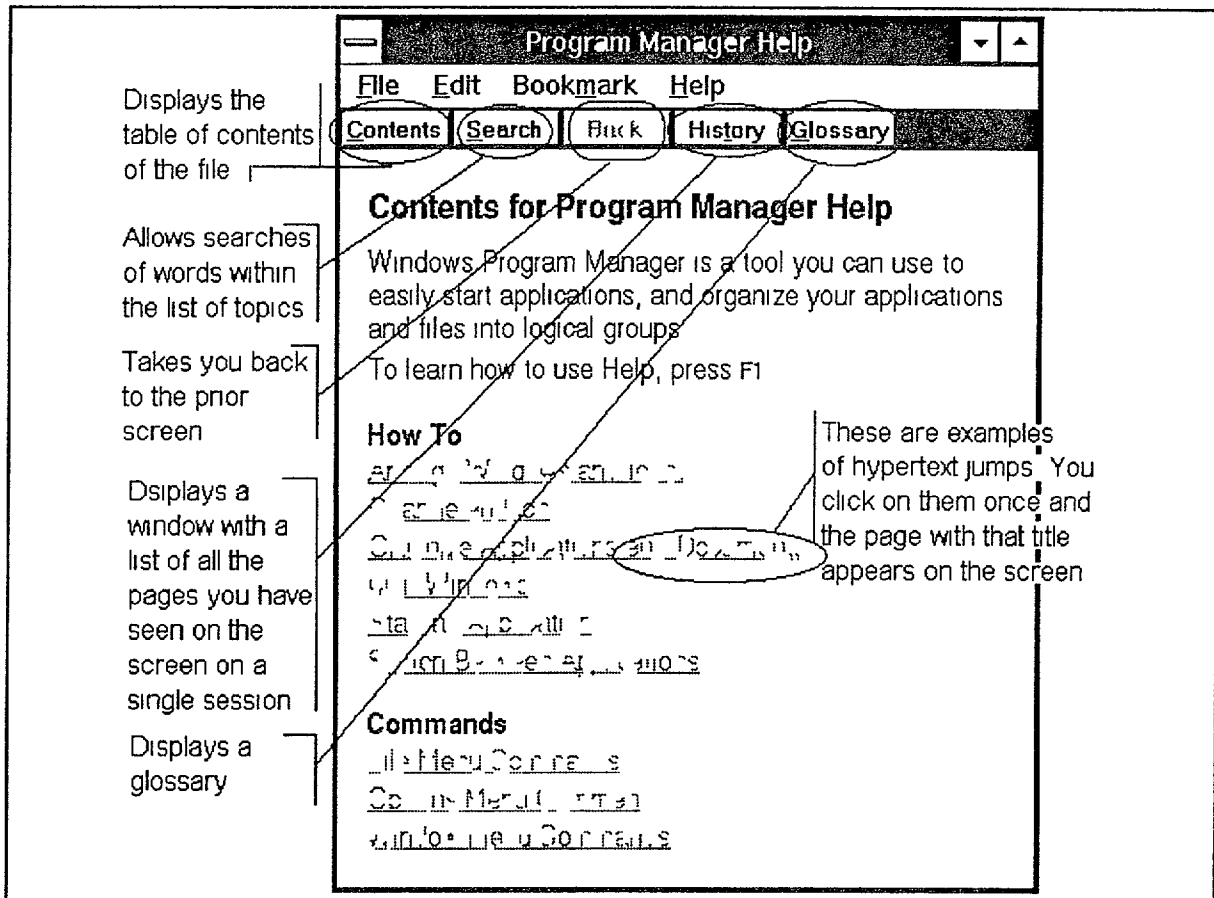 Program Manager Help
File Edit Bookmark Help
Contents Search Back History Glossary
Displays the
table of contents
of the file
Allows searches
of words within
the list of topics
Takes you back
to the prior
screen
Dsiplays a
window with a
list of all the
pages you have
seen on the
screen on a
single session
Displays a
glossary
Contents for Program Manager Help
Windows Program Manager is a tool you can use to
easily start applications, and organize your applications
and files into logical groups
To learn how to use Help, press F1
How To
These are examples
of hypertext jumps You
click on them once and
the page with that title
appears on the screen
Commands